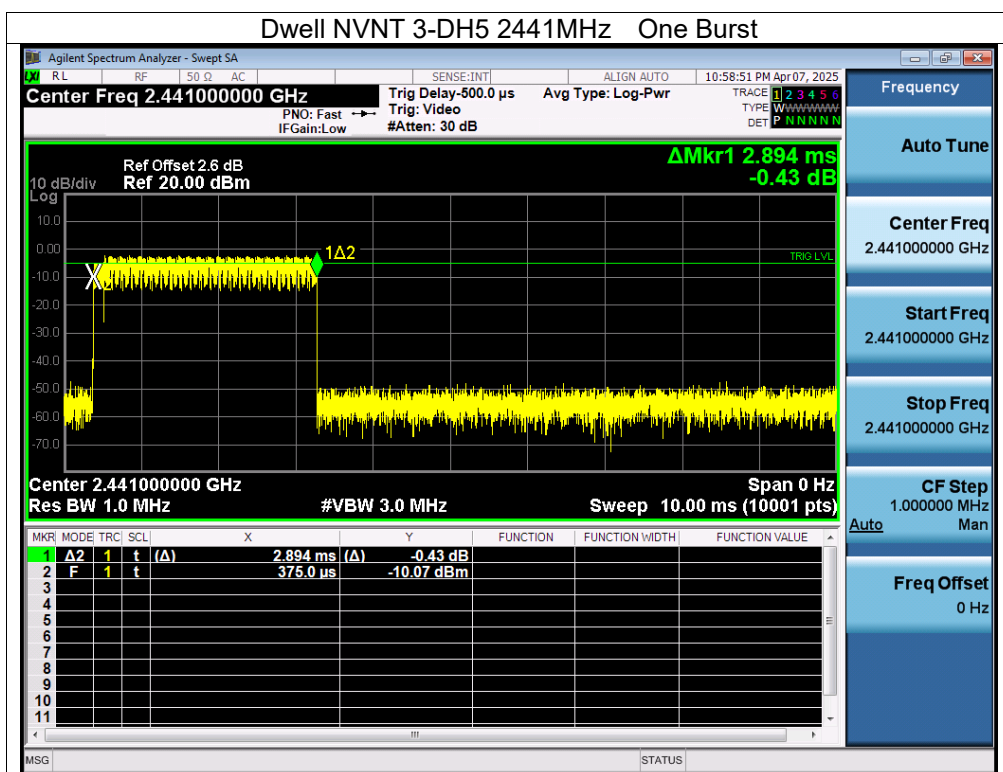 Dwell NVNT 3-DH5 2441MHz One Burst
Agilent Spectrum Analyzer - Swept SA
LXI RL RF 50 Ω AC SENSE:INT ALIGN AUTO 10:58:51 PM Apr 07, 2025
Center Freq 2.441000000 GHz
PNO: Fast
IFGain:Low
Trig Delay-500.0 µs
Trig: Video
#Atten: 30 dB
Avg Type: Log-Pwr
TRACE 1 2 3 4 5 6
TYPE WWWWWW
DET P N N N N N
ΔMkr1 2.894 ms
-0.43 dB
Ref Offset 2.6 dB
10 dB/div Ref 20.00 dBm
Log
10.0
0.00
-10.0
-20.0
-30.0
-40.0
-50.0
-60.0
-70.0
1Δ2
TRIG LVL
Center 2.441000000 GHz Span 0 Hz
Res BW 1.0 MHz #VBW 3.0 MHz Sweep 10.00 ms (10001 pts)
MKR MODE TRC SCL X Y FUNCTION FUNCTION WIDTH FUNCTION VALUE
1 Δ2 1 t (Δ) 2.894 ms (Δ) -0.43 dB
2 F 1 t 375.0 µs -10.07 dBm
3
4
5
6
7
8
9
10
11
MSG STATUS
Frequency
Auto Tune
Center Freq
2.441000000 GHz
Start Freq
2.441000000 GHz
Stop Freq
2.441000000 GHz
CF Step
1.000000 MHz
Auto Man
Freq Offset
0 Hz